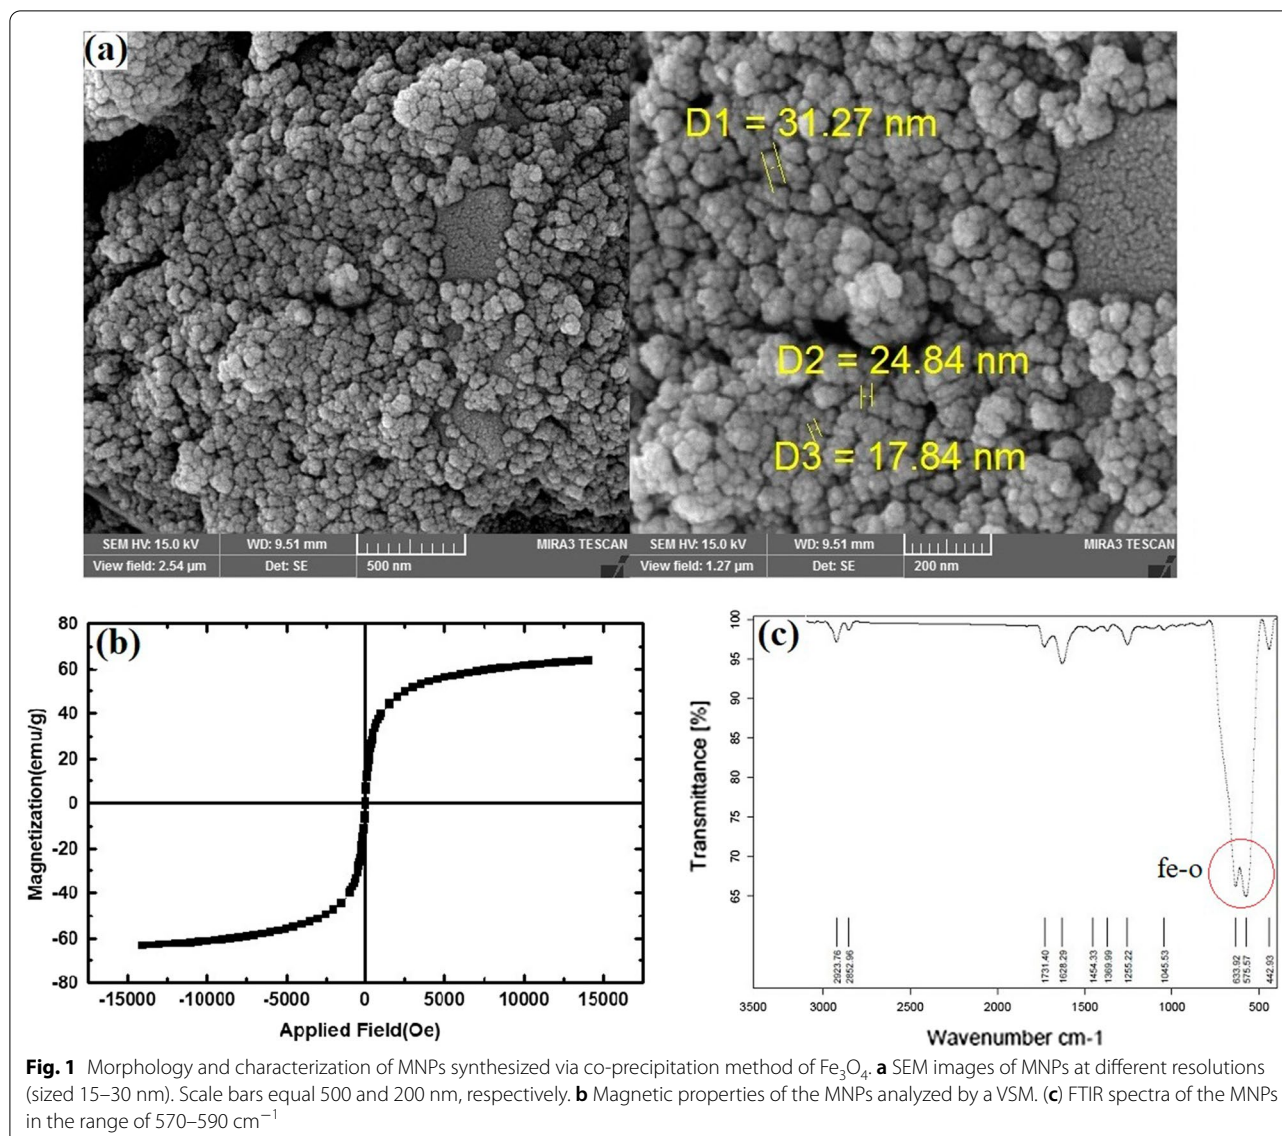 (a)
D1 = 31.27 nm
D2 = 24.84 nm
D3 = 17.84 nm
SEM HV: 15.0 kV WD: 9.51 mm MIRA3 TESCAN
View field: 2.54 µm Det: SE 500 nm
SEM HV: 15.0 kV WD: 9.51 mm MIRA3 TESCAN
View field: 1.27 µm Det: SE 200 nm
(b)
Magnetization(emu/g)
80
60
40
20
0
-20
-40
-60
-80
-15000 -10000 -5000 0 5000 10000 15000
Applied Field(Oe)
(c)
Transmittance [%]
100
95
90
85
80
75
70
65
fe-o
2923.76
2852.96
1731.40
1628.29
1454.33
1369.99
1255.22
1045.53
633.92
575.57
442.93
3500 3000 2000 1500 1000 500
Wavenumber cm-1
Fig. 1 Morphology and characterization of MNPs synthesized via co-precipitation method of Fe₃O₄. a SEM images of MNPs at different resolutions
(sized 15–30 nm). Scale bars equal 500 and 200 nm, respectively. b Magnetic properties of the MNPs analyzed by a VSM. (c) FTIR spectra of the MNPs
in the range of 570–590 cm⁻¹